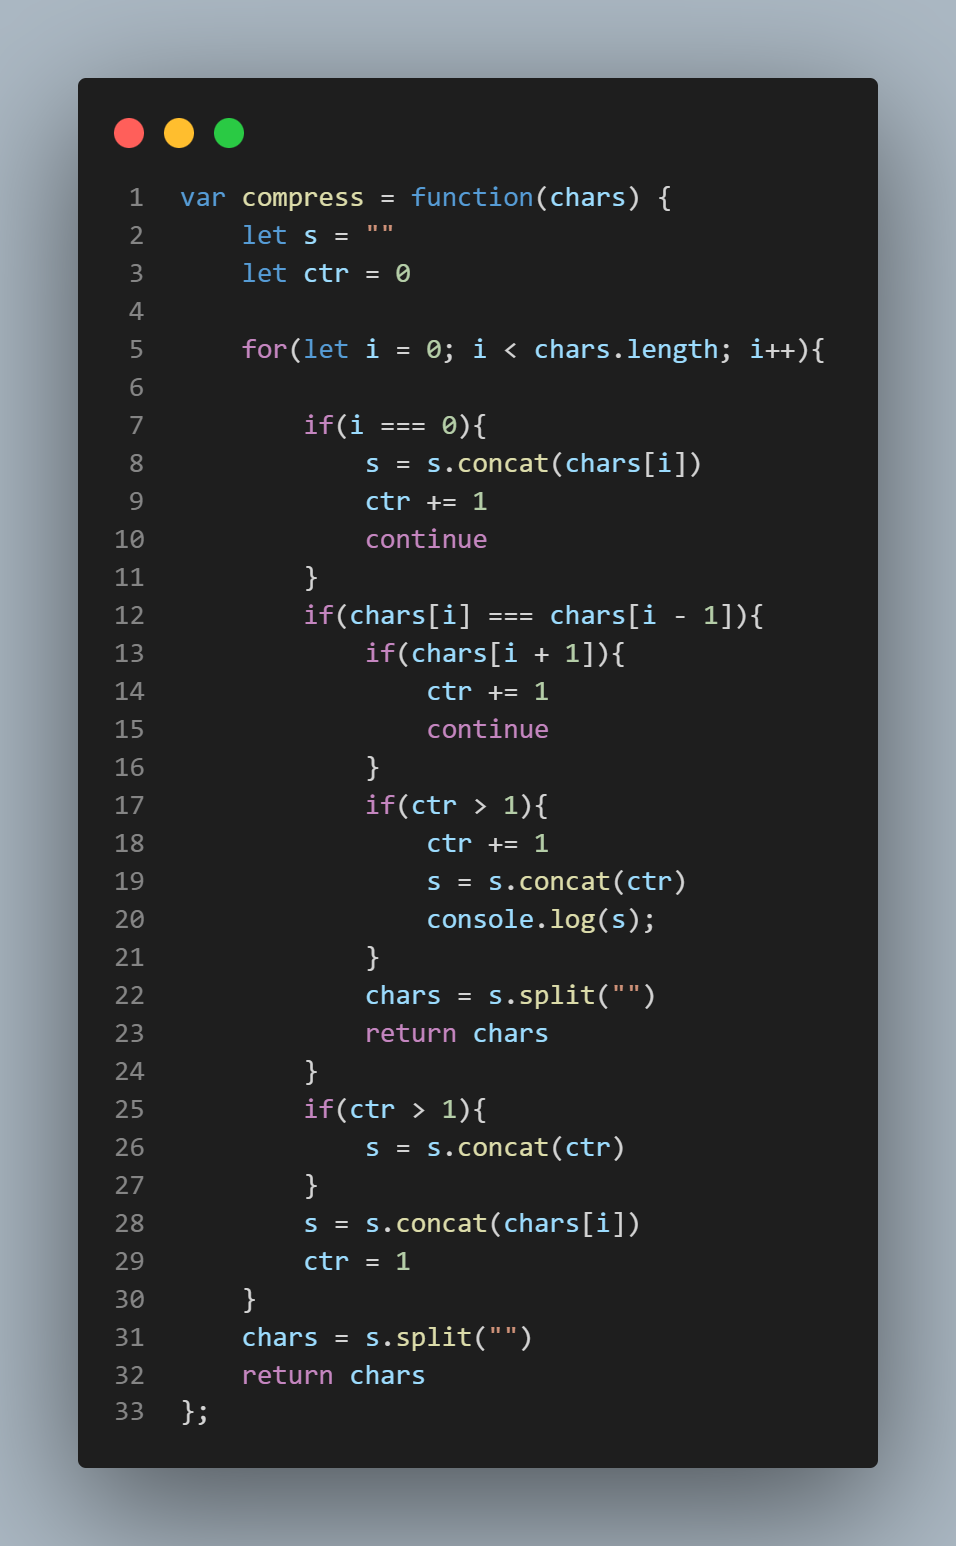 1 var compress = function(chars) {
2     let s = ""
3     let ctr = 0
4
5     for(let i = 0; i < chars.length; i++){
6
7         if(i === 0){
8             s = s.concat(chars[i])
9             ctr += 1
10             continue
11         }
12         if(chars[i] === chars[i - 1]){
13             if(chars[i + 1]){
14                 ctr += 1
15                 continue
16             }
17             if(ctr > 1){
18                 ctr += 1
19                 s = s.concat(ctr)
20                 console.log(s);
21             }
22             chars = s.split("")
23             return chars
24         }
25         if(ctr > 1){
26             s = s.concat(ctr)
27         }
28         s = s.concat(chars[i])
29         ctr = 1
30     }
31     chars = s.split("")
32     return chars
33 };